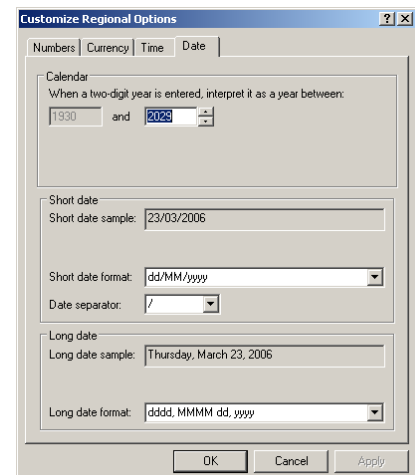 Customize Regional Options
Numbers Currency Time Date
Calendar
When a two-digit year is entered, interpret it as a year between:
1930 and 2029
Short date
Short date sample: 23/03/2006
Short date format: dd/MM/yyyy
Date separator: /
Long date
Long date sample: Thursday, March 23, 2006
Long date format: dddd, MMMM dd, yyyy
OK Cancel Apply